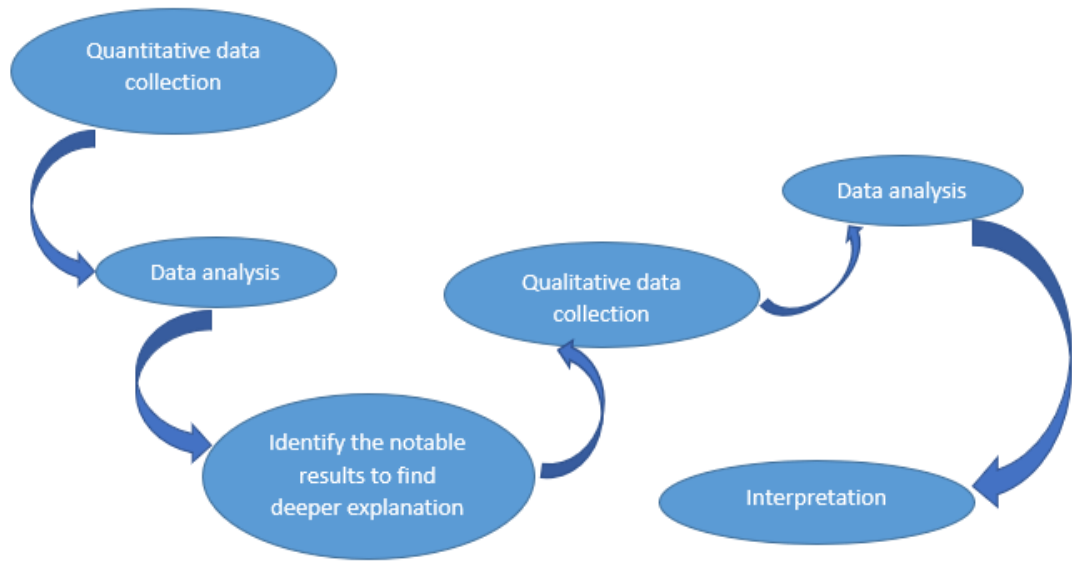 Quantitative data
collection
Data analysis
Identify the notable
results to find
deeper explanation
Qualitative data
collection
Data analysis
Interpretation